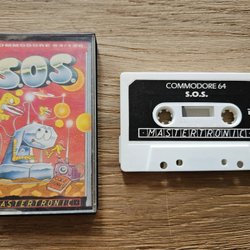 COMMODORE 64/128
S.O.S.
MASTERTRONIC
COMMODORE 64
S.O.S.
MASTERTRONIC